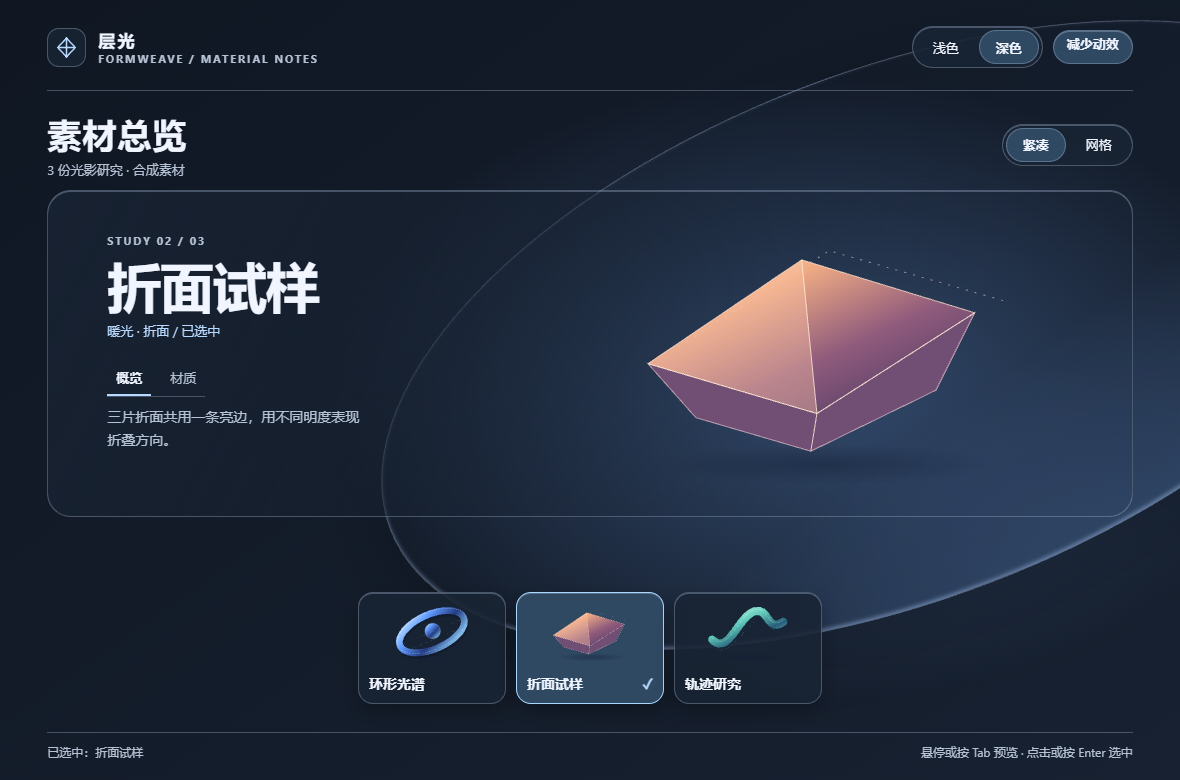 层光
FORMWEAVE / MATERIAL NOTES
浅色
深色
减少动效
素材总览
3 份光影研究 · 合成素材
紧凑
网格
STUDY 02 / 03
折面试样
暖光 · 折面 / 已选中
概览
材质
三片折面共用一条亮边，用不同明度表现
折叠方向。
环形光谱
折面试样
✓
轨迹研究
已选中：折面试样
悬停或按 Tab 预览 · 点击或按 Enter 选中